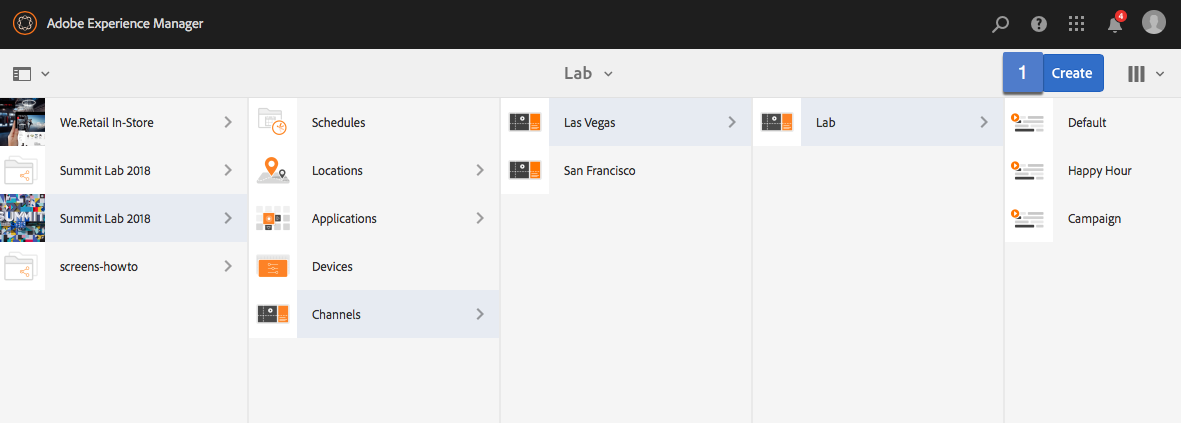 Adobe Experience Manager
4
Lab
1
Create
We.Retail In-Store
Summit Lab 2018
SUMMIT
Summit Lab 2018
screens-howto
Schedules
Locations
Applications
Devices
Channels
Las Vegas
San Francisco
Lab
Default
Happy Hour
Campaign